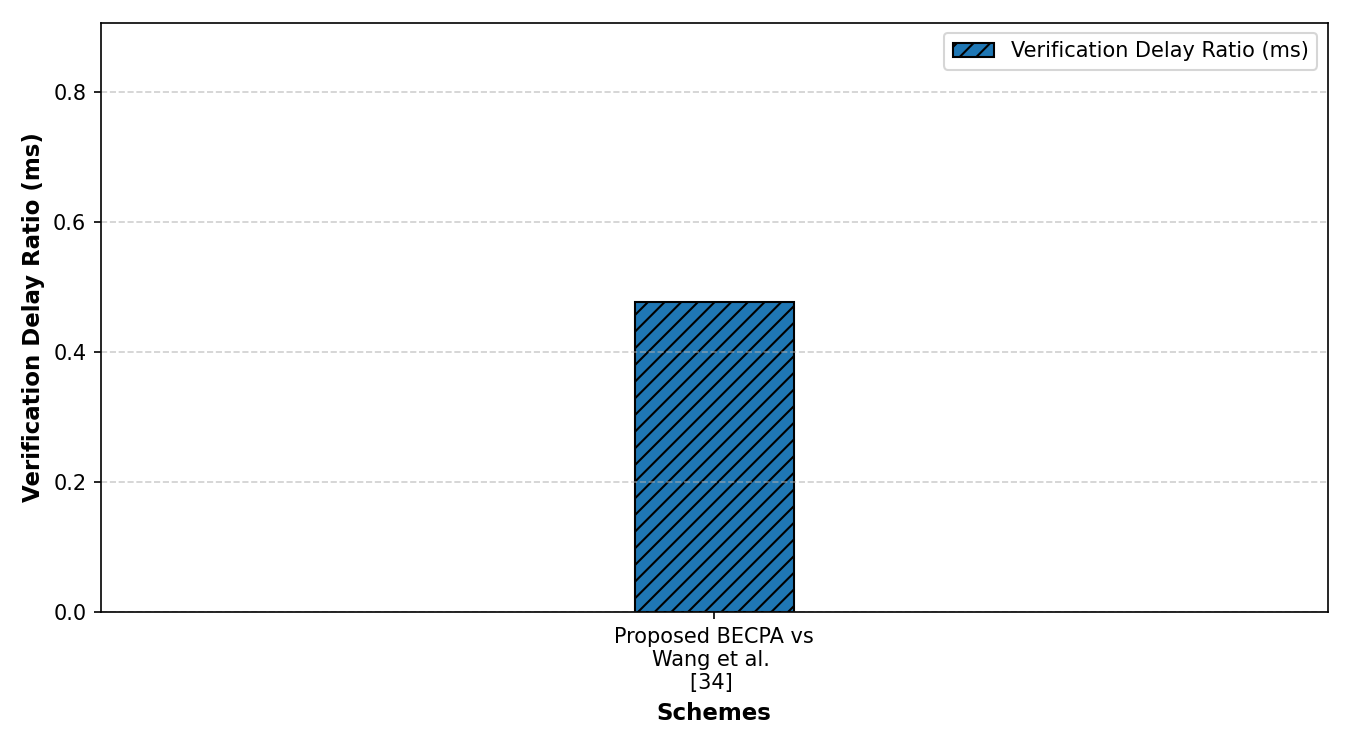 Verification Delay Ratio (ms)
Verification Delay Ratio (ms)
0.8
0.6
0.4
0.2
0.0
Proposed BECPA vs
Wang et al.
[34]
Schemes